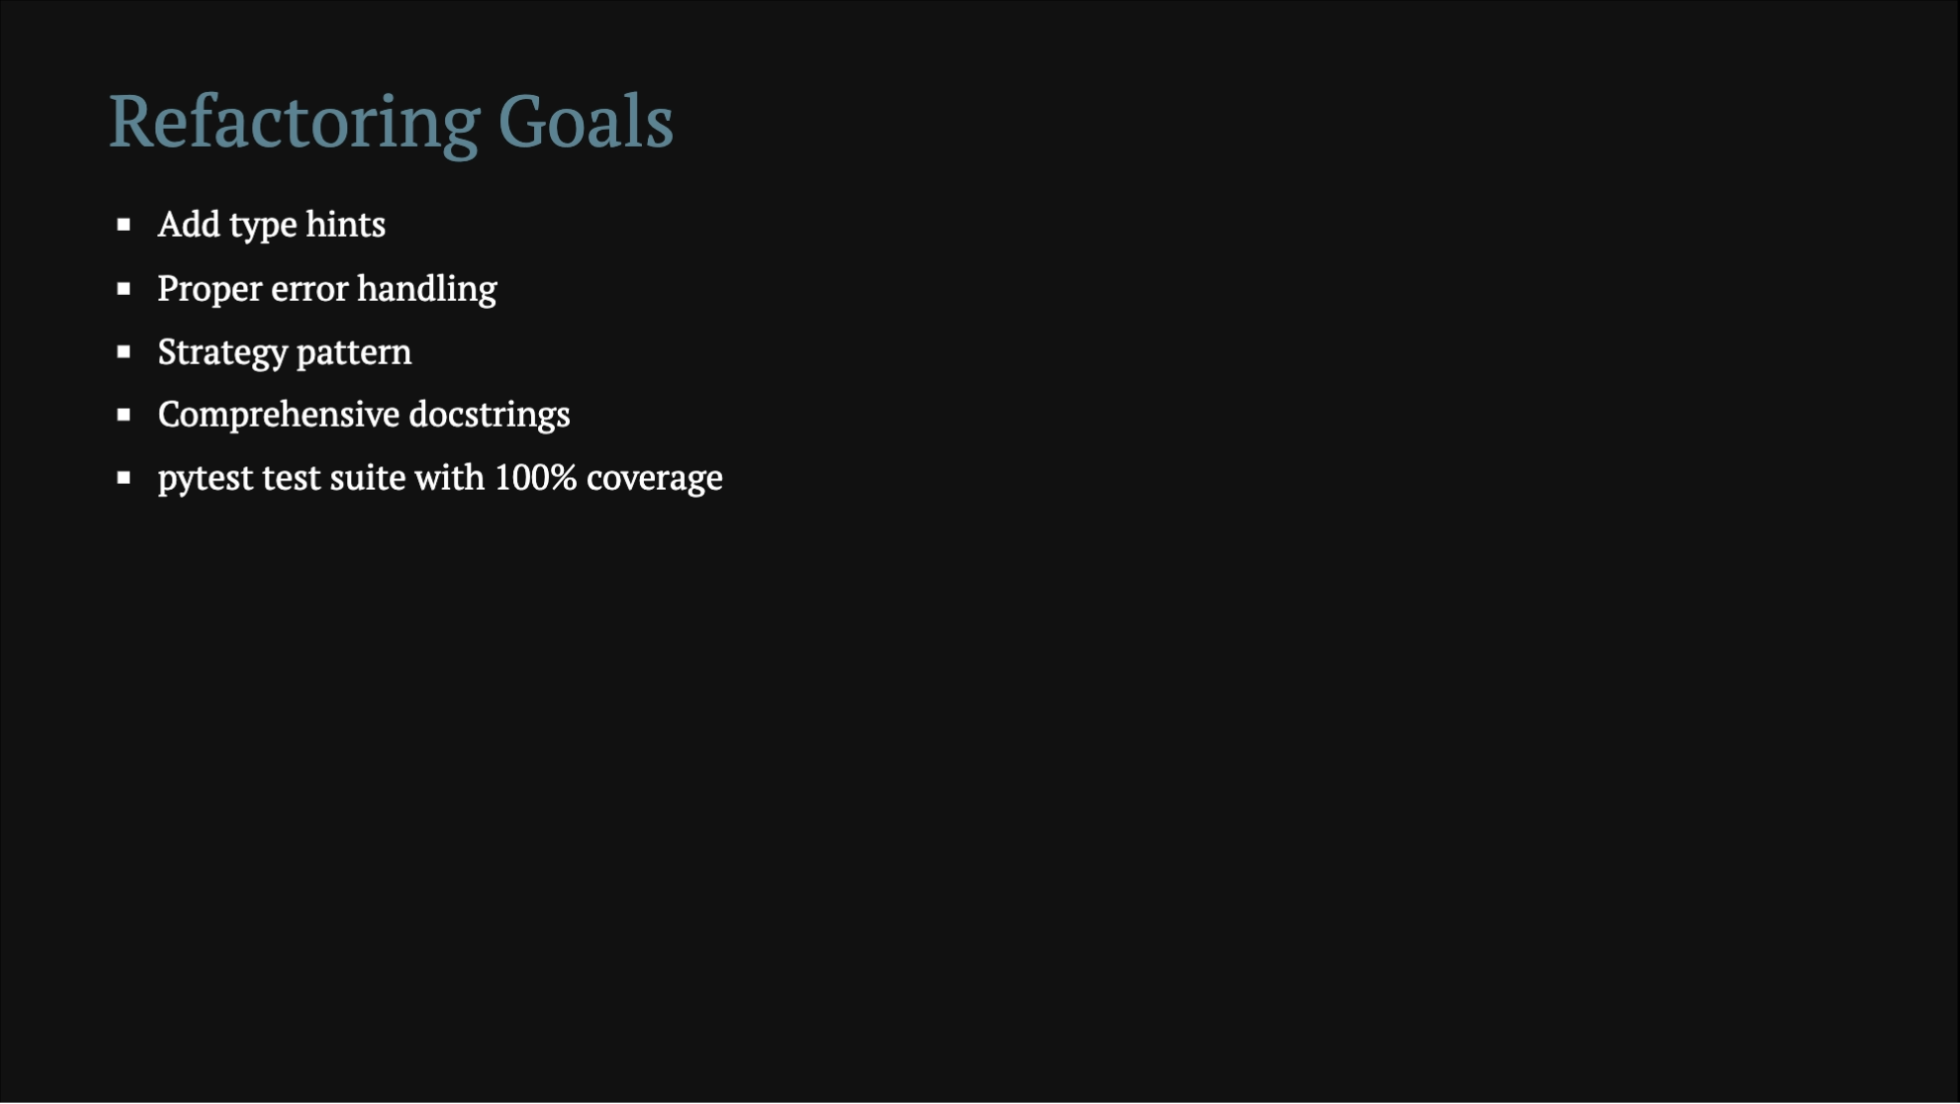 Refactoring Goals
▪ Add type hints
▪ Proper error handling
▪ Strategy pattern
▪ Comprehensive docstrings
▪ pytest test suite with 100% coverage